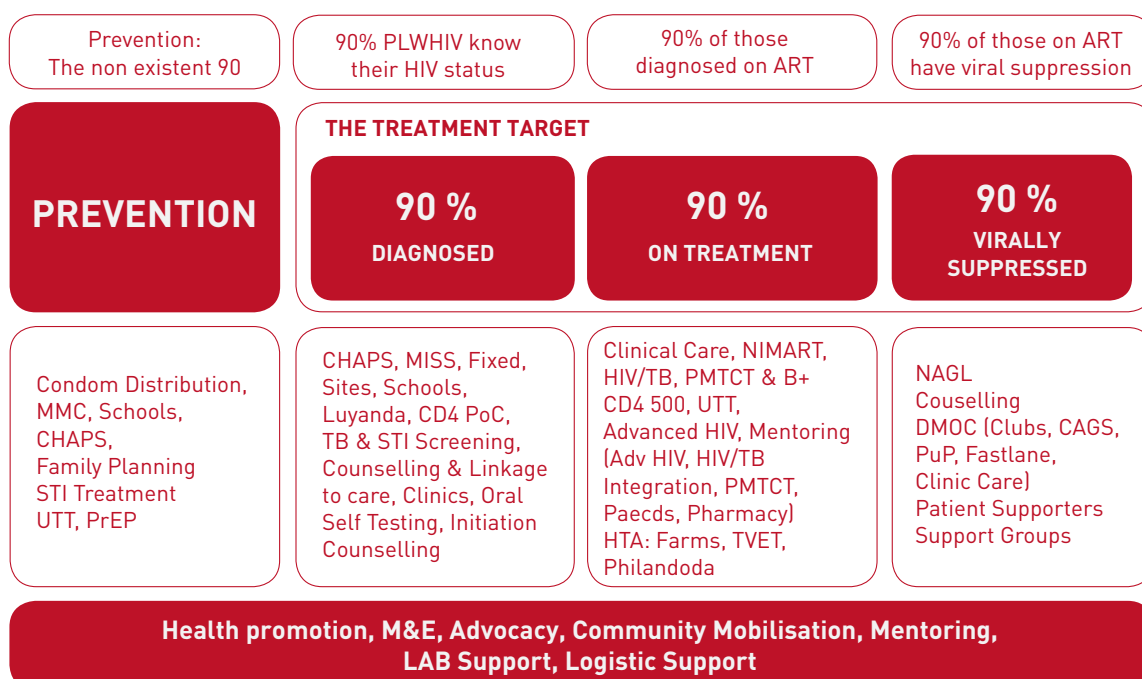 Prevention:
The non existent 90
90% PLWHIV know
their HIV status
90% of those
diagnosed on ART
90% of those on ART
have viral suppression
PREVENTION
THE TREATMENT TARGET
90 %
DIAGNOSED
90 %
ON TREATMENT
90 %
VIRALLY
SUPPRESSED
Condom Distribution,
MMC, Schools,
CHAPS,
Family Planning
STI Treatment
UTT, PrEP
CHAPS, MISS, Fixed,
Sites, Schools,
Luyanda, CD4 PoC,
TB & STI Screening,
Counselling & Linkage
to care, Clinics, Oral
Self Testing, Initiation
Counselling
Clinical Care, NIMART,
HIV/TB, PMTCT & B+
CD4 500, UTT,
Advanced HIV, Mentoring
(Adv HIV, HIV/TB
Integration, PMTCT,
Paecds, Pharmacy)
HTA: Farms, TVET,
Philandoda
NAGL
Couselling
DMOC (Clubs, CAGS,
PuP, Fastlane,
Clinic Care)
Patient Supporters
Support Groups
Health promotion, M&E, Advocacy, Community Mobilisation, Mentoring,
LAB Support, Logistic Support